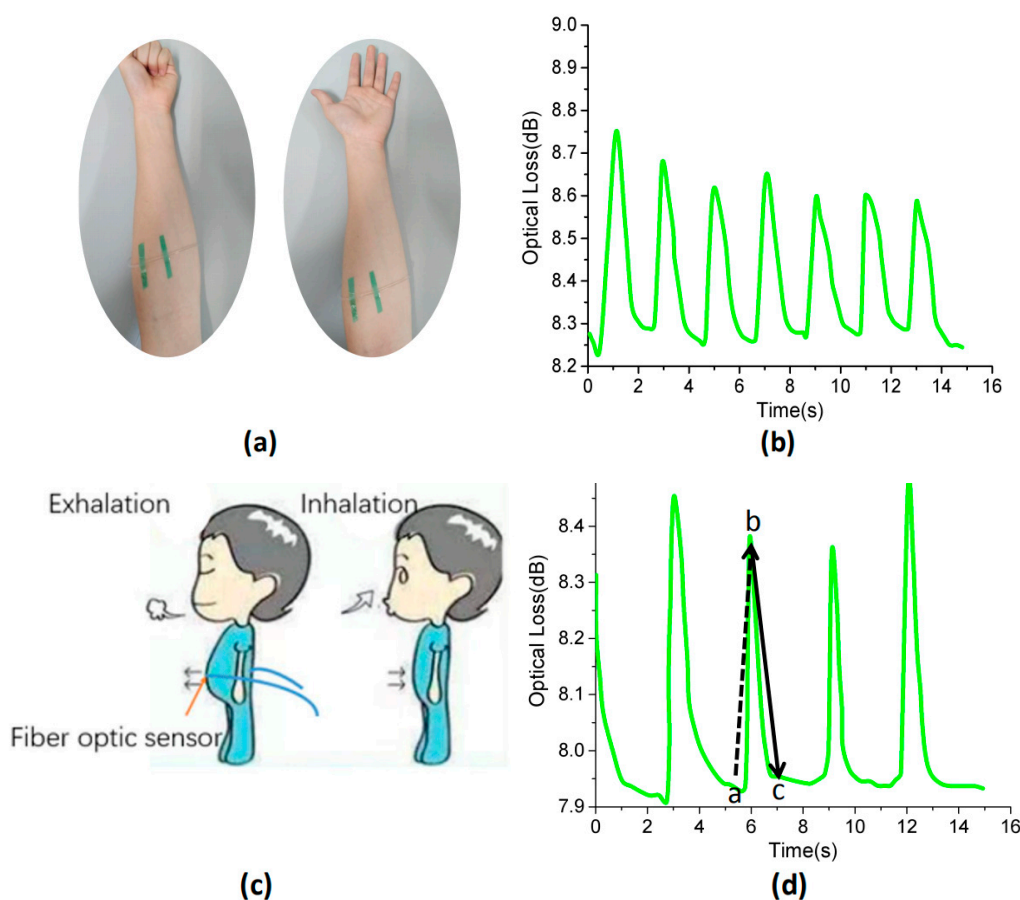 9.0
8.9
8.8
8.7
8.6
8.5
8.4
8.3
8.2
Optical Loss(dB)
0 2 4 6 8 10 12 14 16
Time(s)
(a)
(b)
Exhalation
Inhalation
Fiber optic sensor
8.4
8.3
8.2
8.1
8.0
7.9
Optical Loss(dB)
b
a
c
0 2 4 6 8 10 12 14 16
Time(s)
(c)
(d)